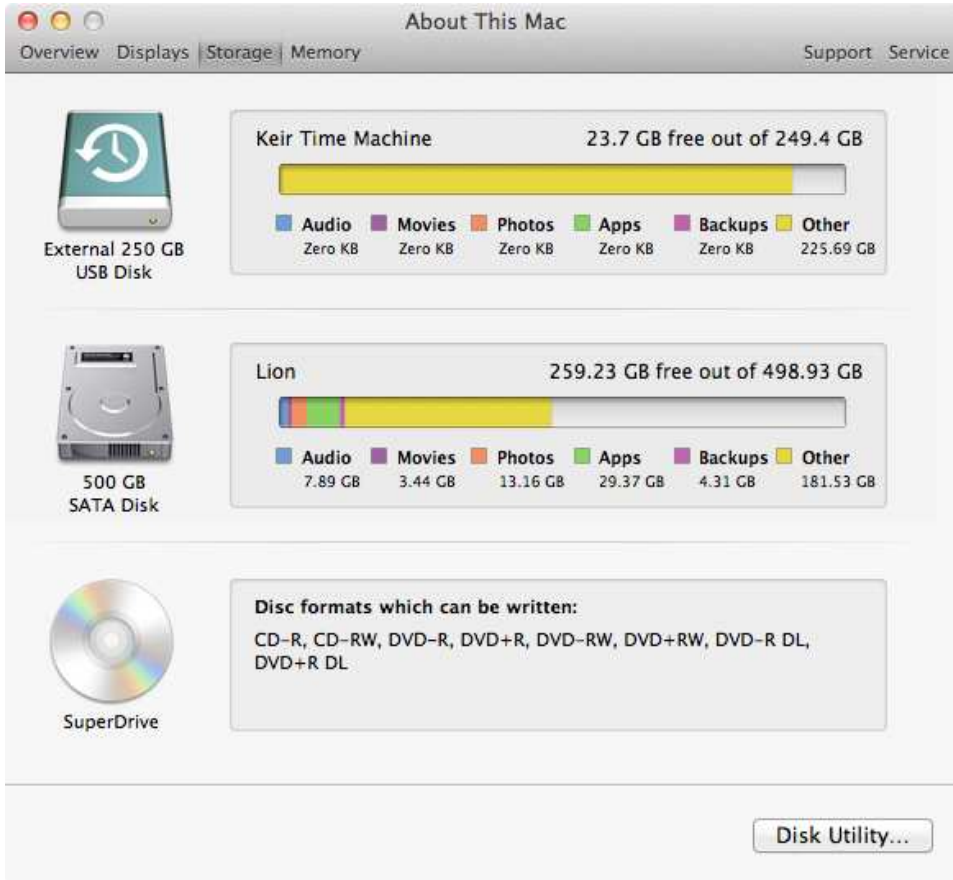 About This Mac
Overview Displays Storage Memory Support Service
Keir Time Machine 23.7 GB free out of 249.4 GB
Audio Movies Photos Apps Backups Other
Zero KB Zero KB Zero KB Zero KB Zero KB 225.69 GB
External 250 GB
USB Disk
Lion 259.23 GB free out of 498.93 GB
Audio Movies Photos Apps Backups Other
7.89 GB 3.44 GB 13.16 GB 29.37 GB 4.31 GB 181.53 GB
500 GB
SATA Disk
Disc formats which can be written:
CD-R, CD-RW, DVD-R, DVD+R, DVD-RW, DVD+RW, DVD-R DL,
DVD+R DL
SuperDrive
Disk Utility...